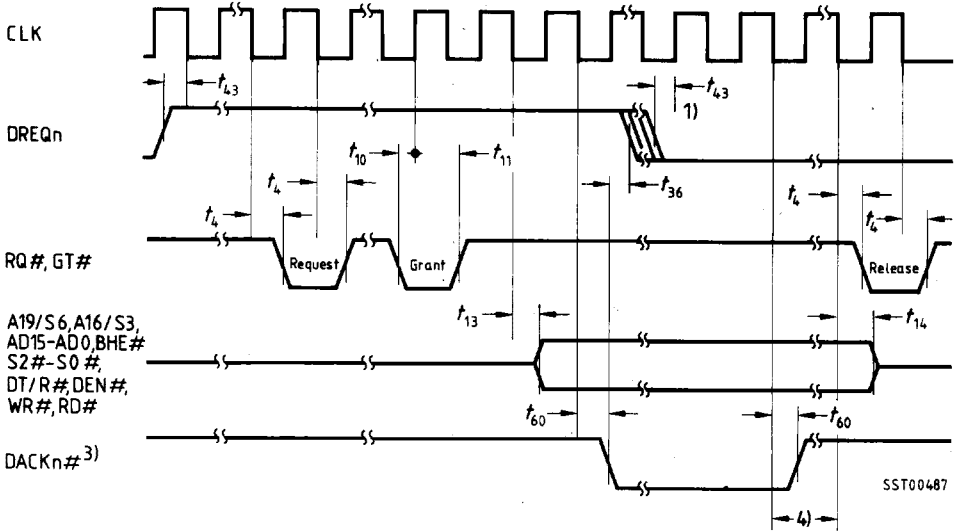 CLK
t43
t43
1)
DREQn
t10
t11
t4
t36
t4
t4
t4
RQ#, GT#
Request
Grant
Release
A19/S6, A16/S3,
AD15-AD0, BHE#
S2#-S0#,
DT/R#, DEN#,
WR#, RD#
t13
t14
t60
t60
DACKn# 3)
SST00487
4)